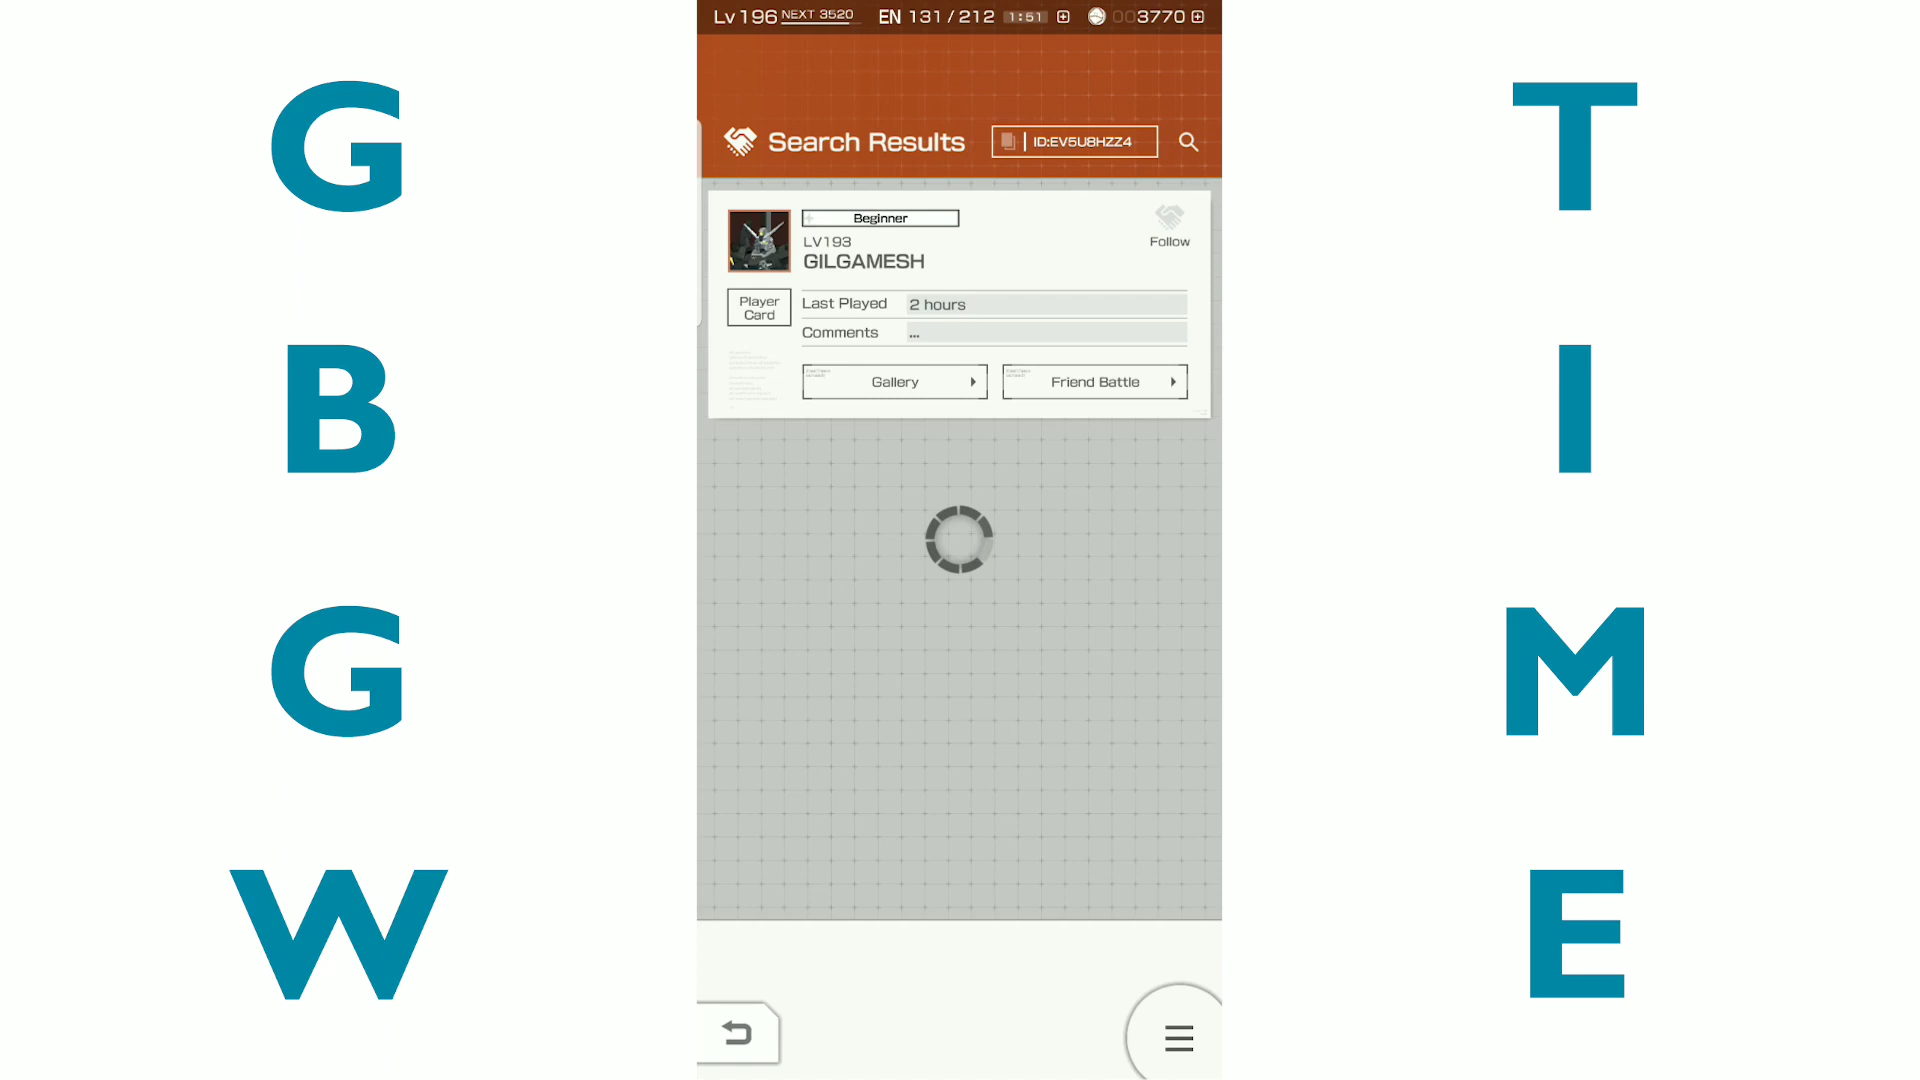 G
B
G
W
Lv 196 NEXT 3520 EN 131/212 1:51 003770
Search Results ID:EV5U8HZZ4
Beginner
LV193
GILGAMESH
Follow
Player
Card
Last Played 2 hours
Comments ...
Gallery
Friend Battle
T
I
M
E